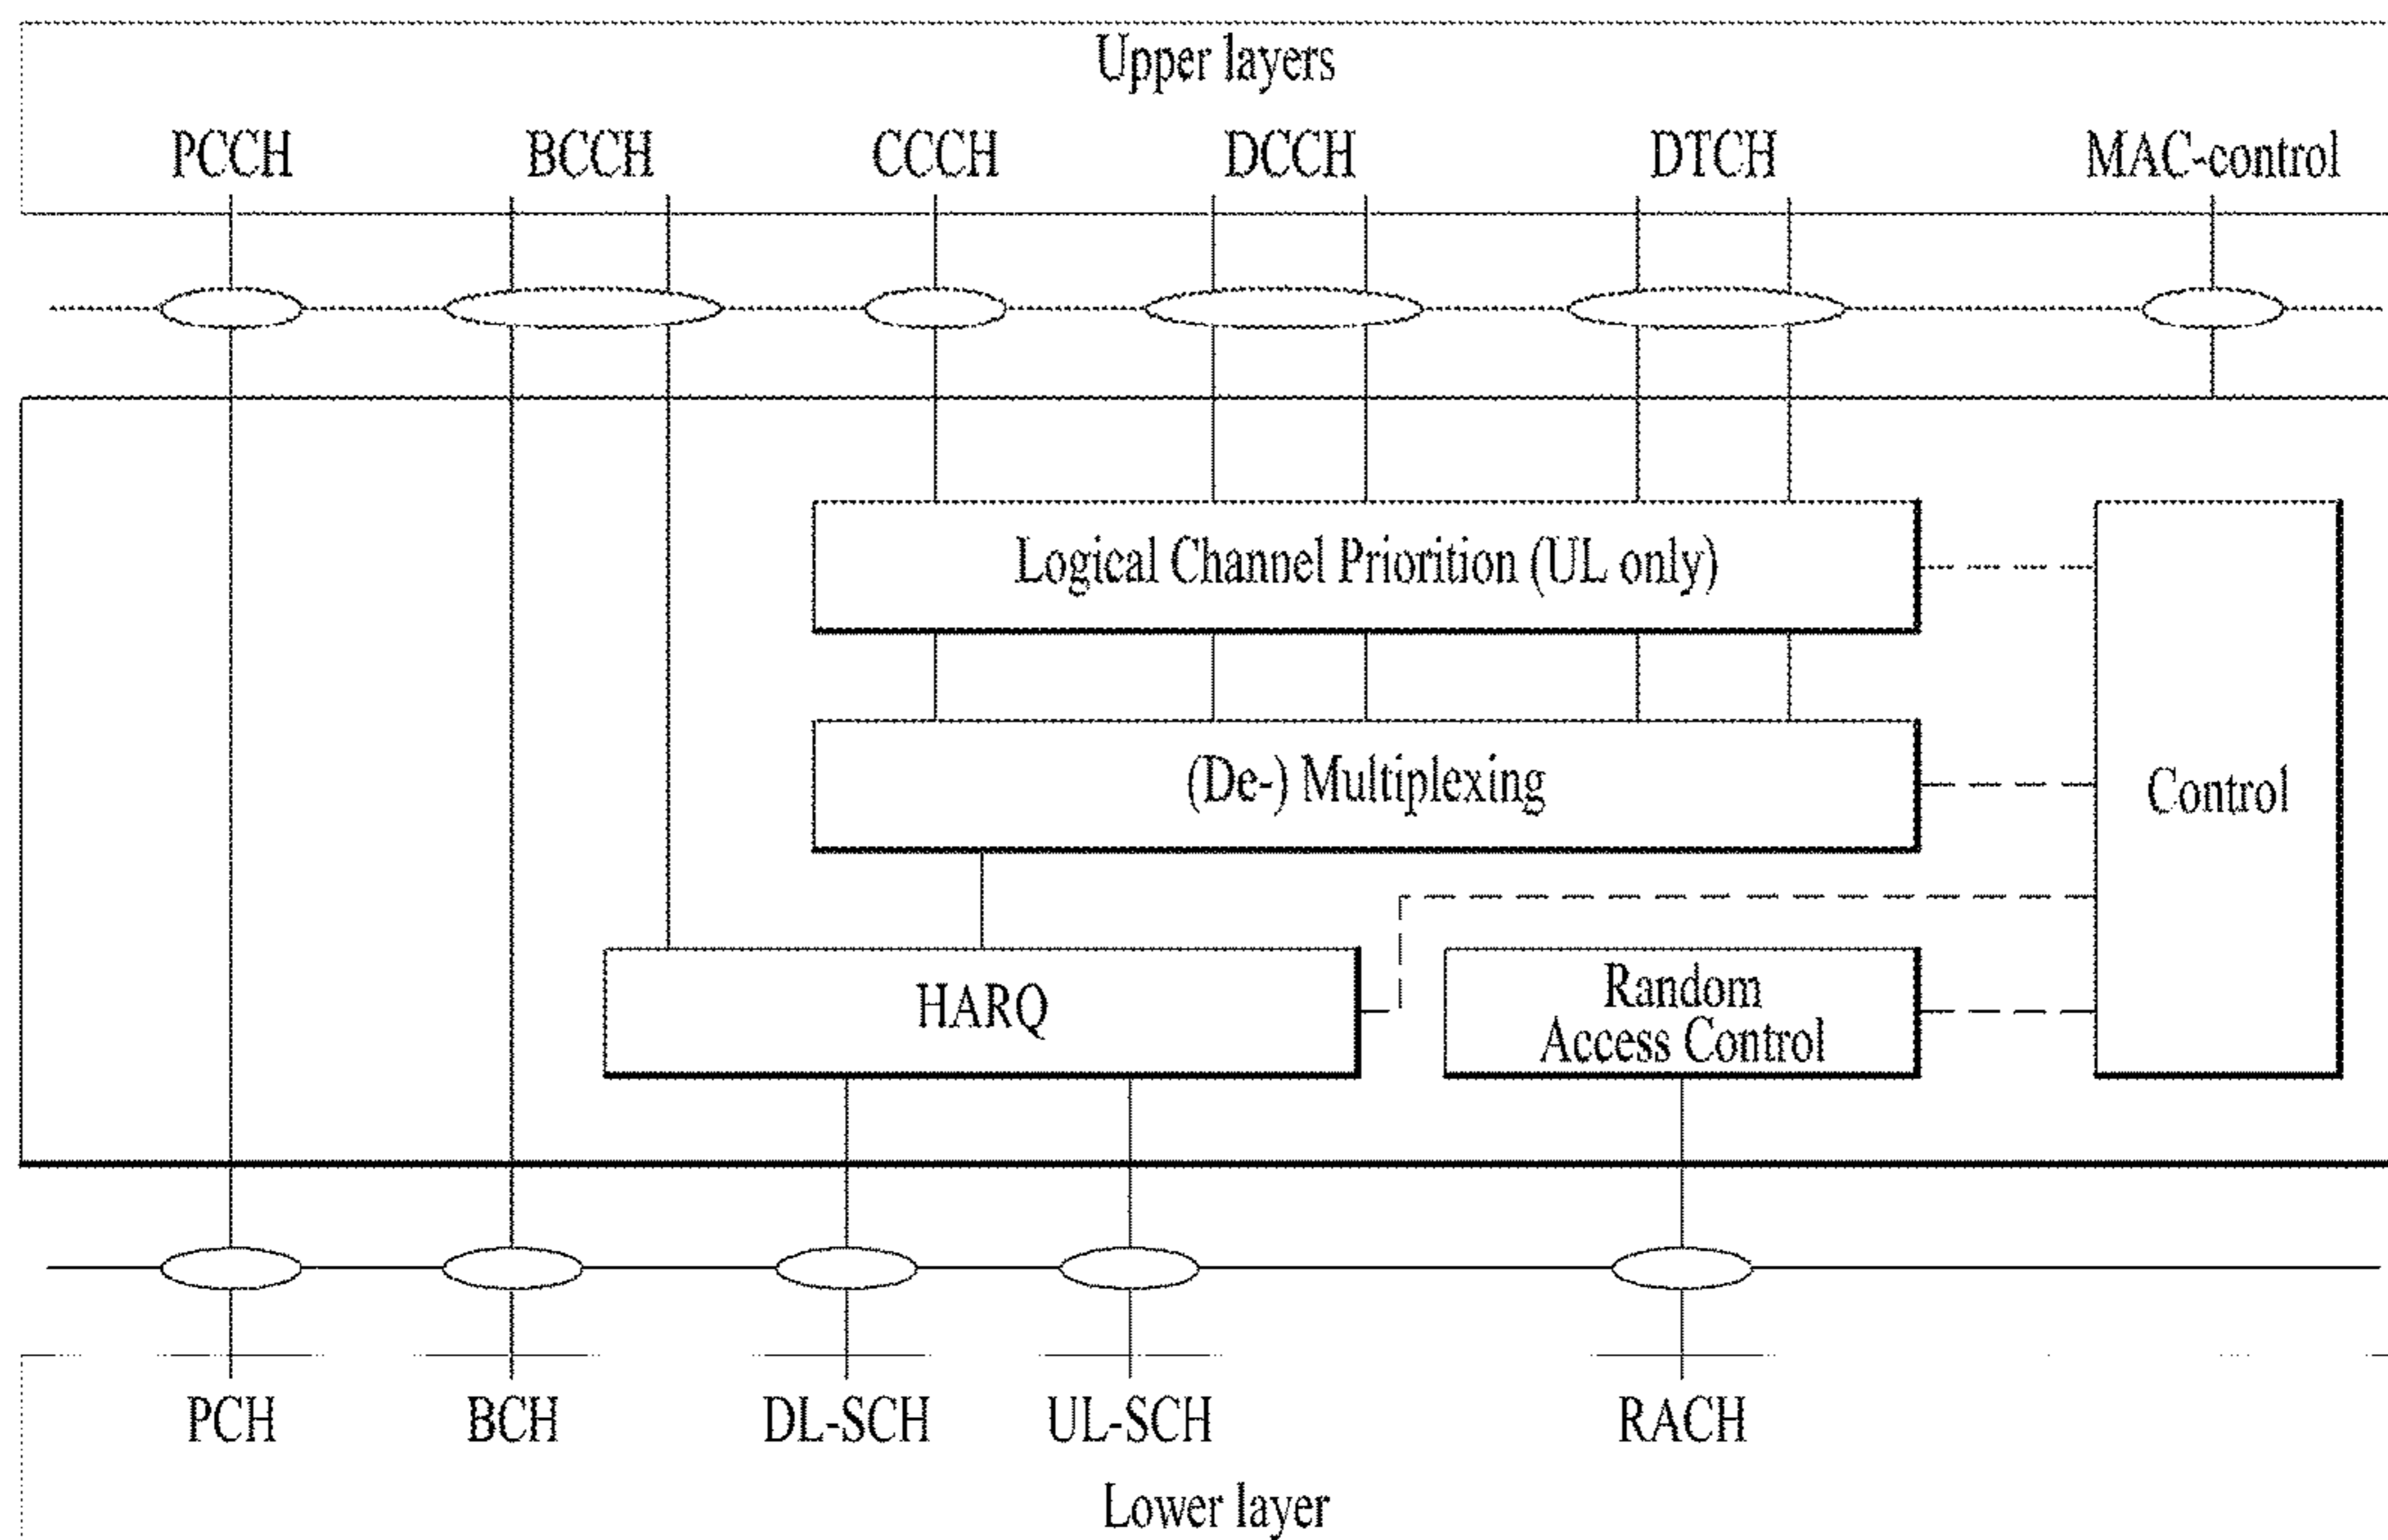 Upper layers
PCCH BCCH CCCH DCCH DTCH MAC-control
Logical Channel Priorition (UL only)
(De-) Multiplexing
Control
HARQ
Random
Access Control
PCH BCH DL-SCH UL-SCH RACH
Lower layer